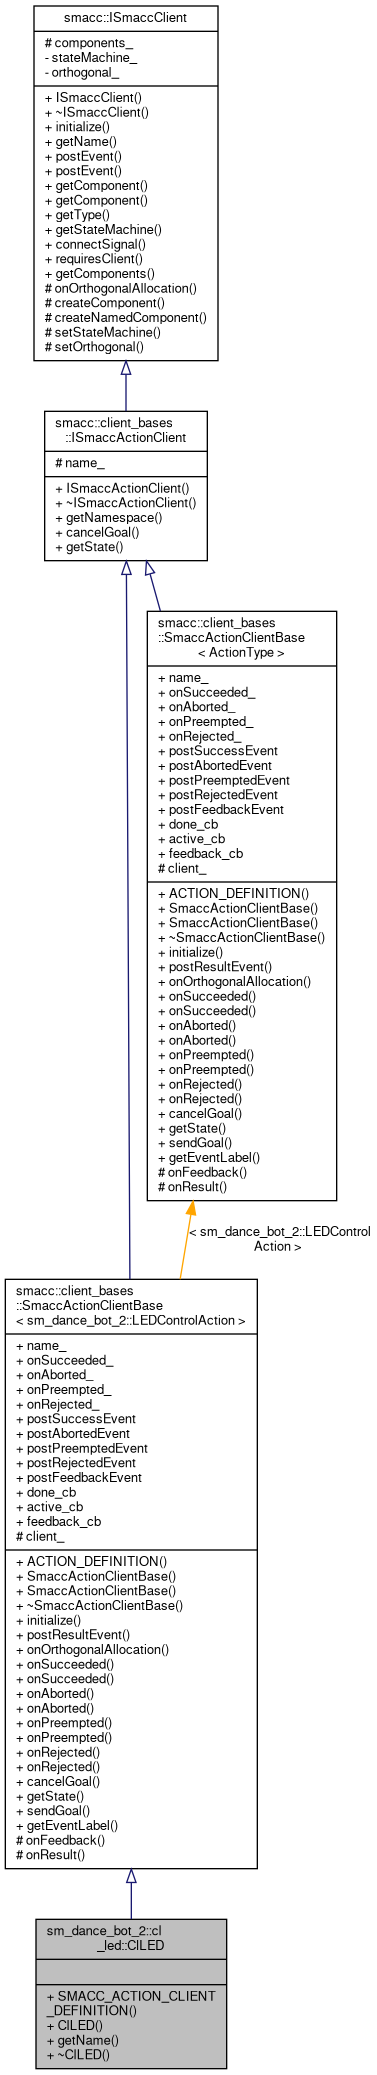 smacc::ISmaccClient
# components_
- stateMachine_
- orthogonal_
+ ISmaccClient()
+ ~ISmaccClient()
+ initialize()
+ getName()
+ postEvent()
+ postEvent()
+ getComponent()
+ getComponent()
+ getType()
+ getStateMachine()
+ connectSignal()
+ requiresClient()
+ getComponents()
# onOrthogonalAllocation()
# createComponent()
# createNamedComponent()
# setStateMachine()
# setOrthogonal()
smacc::client_bases
::ISmaccActionClient
# name_
+ ISmaccActionClient()
+ ~ISmaccActionClient()
+ getNamespace()
+ cancelGoal()
+ getState()
smacc::client_bases
::SmaccActionClientBase
< ActionType >
+ name_
+ onSucceeded_
+ onAborted_
+ onPreempted_
+ onRejected_
+ postSuccessEvent
+ postAbortedEvent
+ postPreemptedEvent
+ postRejectedEvent
+ postFeedbackEvent
+ done_cb
+ active_cb
+ feedback_cb
# client_
+ ACTION_DEFINITION()
+ SmaccActionClientBase()
+ SmaccActionClientBase()
+ ~SmaccActionClientBase()
+ initialize()
+ postResultEvent()
+ onOrthogonalAllocation()
+ onSucceeded()
+ onSucceeded()
+ onAborted()
+ onAborted()
+ onPreempted()
+ onPreempted()
+ onRejected()
+ onRejected()
+ cancelGoal()
+ getState()
+ sendGoal()
+ getEventLabel()
# onFeedback()
# onResult()
< sm_dance_bot_2::LEDControl
Action >
smacc::client_bases
::SmaccActionClientBase
< sm_dance_bot_2::LEDControlAction >
+ name_
+ onSucceeded_
+ onAborted_
+ onPreempted_
+ onRejected_
+ postSuccessEvent
+ postAbortedEvent
+ postPreemptedEvent
+ postRejectedEvent
+ postFeedbackEvent
+ done_cb
+ active_cb
+ feedback_cb
# client_
+ ACTION_DEFINITION()
+ SmaccActionClientBase()
+ SmaccActionClientBase()
+ ~SmaccActionClientBase()
+ initialize()
+ postResultEvent()
+ onOrthogonalAllocation()
+ onSucceeded()
+ onSucceeded()
+ onAborted()
+ onAborted()
+ onPreempted()
+ onPreempted()
+ onRejected()
+ onRejected()
+ cancelGoal()
+ getState()
+ sendGoal()
+ getEventLabel()
# onFeedback()
# onResult()
sm_dance_bot_2::cl
_led::ClLED
+ SMACC_ACTION_CLIENT
_DEFINITION()
+ ClLED()
+ getName()
+ ~ClLED()